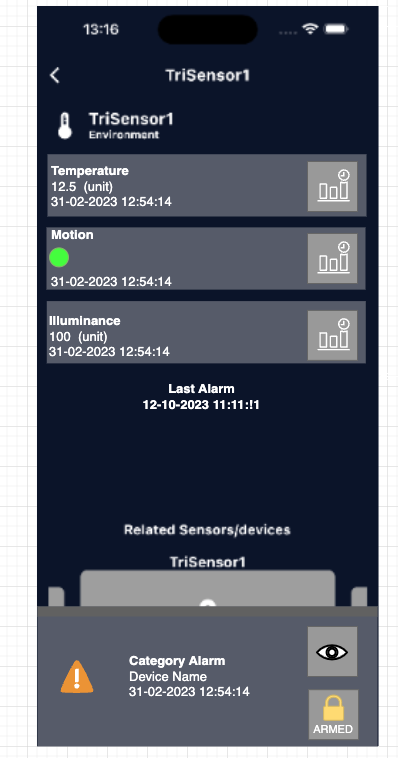 13:16
TriSensor1
TriSensor1
Environment
Temperature
12.5 (unit)
31-02-2023 12:54:14
Motion
31-02-2023 12:54:14
Illuminance
100 (unit)
31-02-2023 12:54:14
Last Alarm
12-10-2023 11:11:!1
Related Sensors/devices
TriSensor1
Category Alarm
Device Name
31-02-2023 12:54:14
ARMED